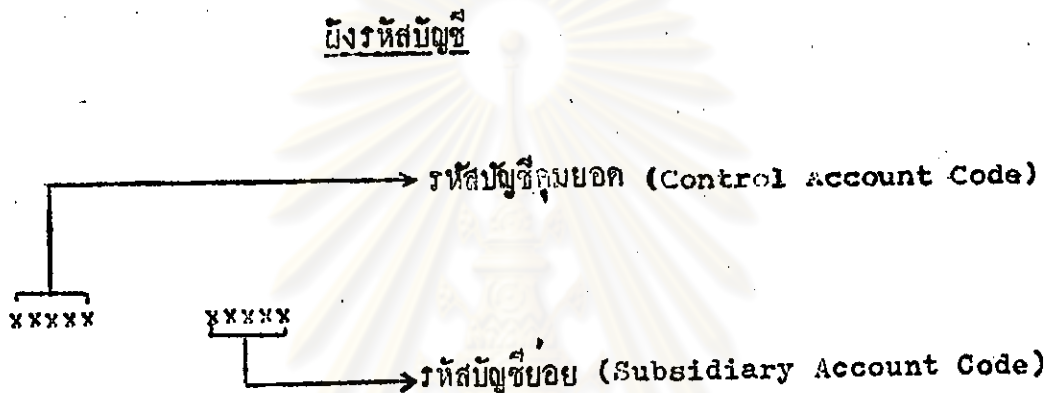 ผังรหัสบัญชี
รหัสบัญชีคุมยอด (Control Account Code)
xxxxx xxxxx
รหัสบัญชีย่อย (Subsidiary Account Code)